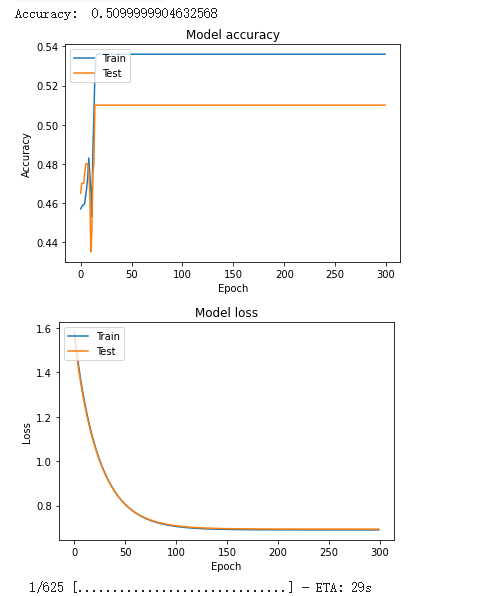 Accuracy: 0.5099999904632568
Model accuracy
0.54
0.52
0.50
0.48
0.46
0.44
Accuracy
Train
Test
0 50 100 150 200 250 300
Epoch
Model loss
1.6
1.4
1.2
1.0
0.8
Loss
Train
Test
0 50 100 150 200 250 300
Epoch
1/625 [..............................] - ETA: 29s